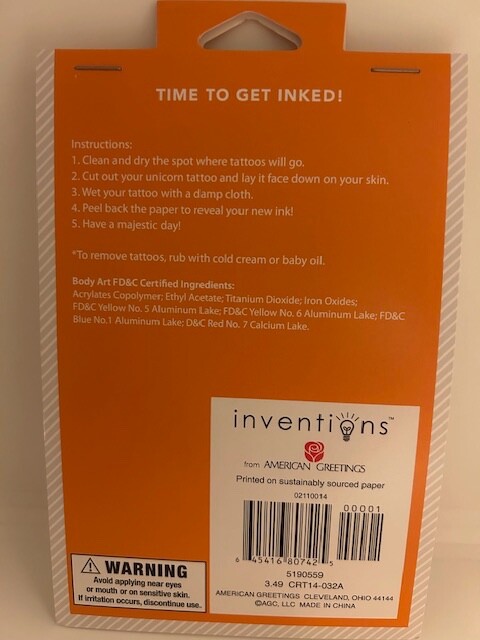 TIME TO GET INKED!
Instructions:
1. Clean and dry the spot where tattoos will go.
2. Cut out your unicorn tattoo and lay it face down on your skin.
3. Wet your tattoo with a damp cloth.
4. Peel back the paper to reveal your new ink!
5. Have a majestic day!
*To remove tattoos, rub with cold cream or baby oil.
Body Art FD&C Certified Ingredients:
Acrylates Copolymer; Ethyl Acetate; Titanium Dioxide; Iron Oxides;
FD&C Yellow No. 5 Aluminum Lake; FD&C Yellow No. 6 Aluminum Lake; FD&C
Blue No.1 Aluminum Lake; D&C Red No. 7 Calcium Lake.
inventions™
from AMERICAN GREETINGS
Printed on sustainably sourced paper
02110014
00001
6 45416 80742 5
5190559
3.49 CRT14-032A
AMERICAN GREETINGS CLEVELAND, OHIO 44144
©AGC, LLC MADE IN CHINA
WARNING
Avoid applying near eyes
or mouth or on sensitive skin.
If irritation occurs, discontinue use.